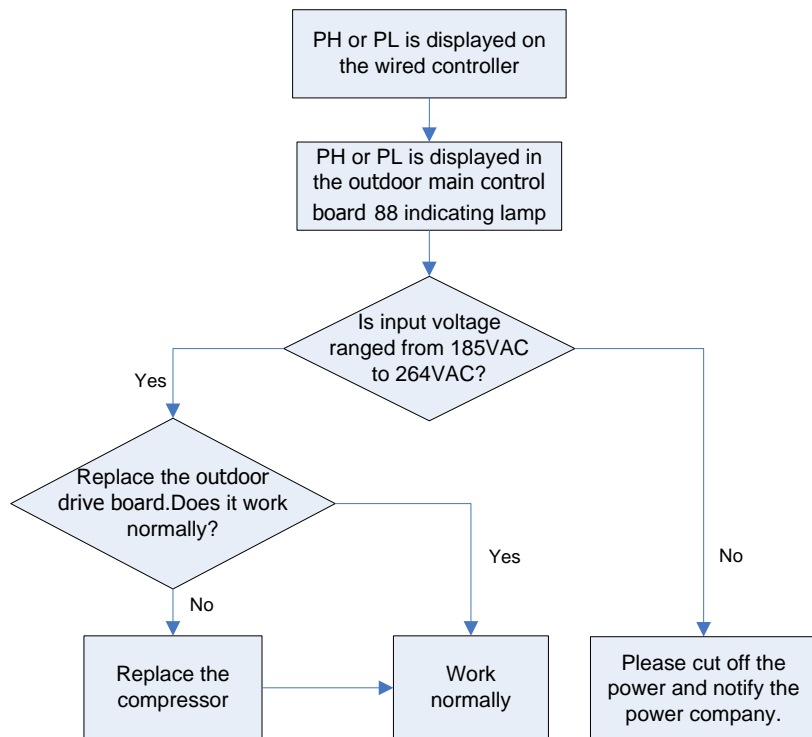 PH or PL is displayed on
the wired controller
PH or PL is displayed in
the outdoor main control
board 88 indicating lamp
Is input voltage
ranged from 185VAC
to 264VAC?
Yes
Replace the outdoor
drive board.Does it work
normally?
Yes
No
No
Replace the
compressor
Work
normally
Please cut off the
power and notify the
power company.